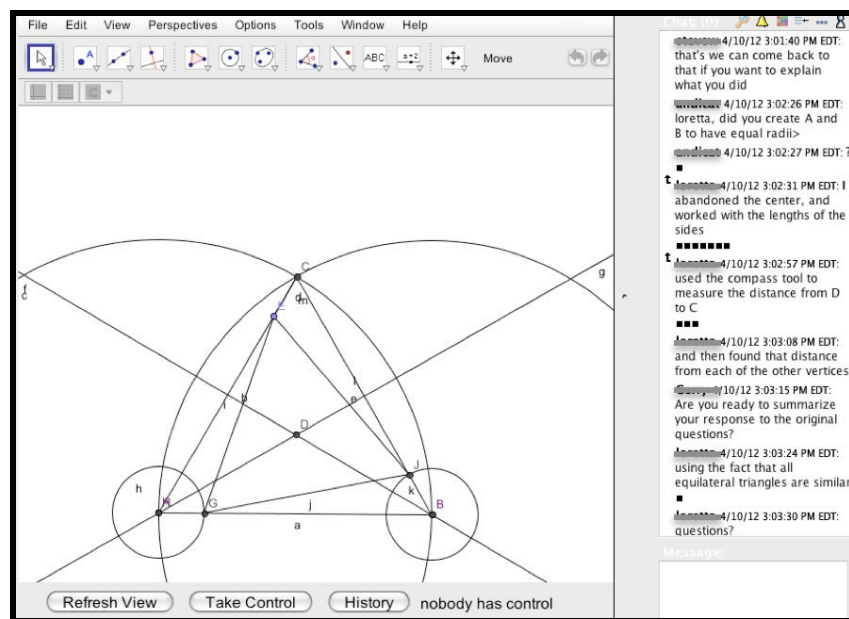 File Edit View Perspectives Options Tools Window Help
ABC
a=2
Move
C
g
f
c
E
d
m
l
b
i
e
D
J
h
k
G
j
B
a
Refresh View Take Control History nobody has control
Chat: (0)
4/10/12 3:01:40 PM EDT:
that's we can come back to
that if you want to explain
what you did
4/10/12 3:02:26 PM EDT:
loretta, did you create A and
B to have equal radii>
4/10/12 3:02:27 PM EDT: ?
4/10/12 3:02:31 PM EDT: I
abandoned the center, and
worked with the lengths of the
sides
4/10/12 3:02:57 PM EDT:
used the compass tool to
measure the distance from D
to C
4/10/12 3:03:08 PM EDT:
and then found that distance
from each of the other vertices
/10/12 3:03:15 PM EDT:
Are you ready to summarize
your response to the original
questions?
4/10/12 3:03:24 PM EDT:
using the fact that all
equilateral triangles are similar
4/10/12 3:03:30 PM EDT:
questions?
Message: